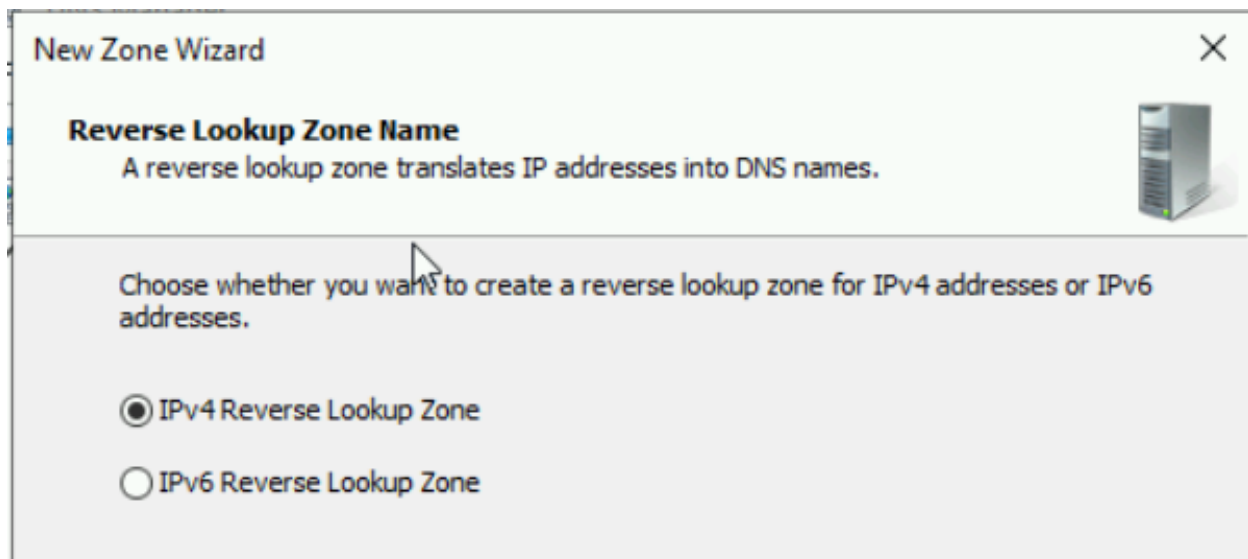 New Zone Wizard
Reverse Lookup Zone Name
A reverse lookup zone translates IP addresses into DNS names.
Choose whether you want to create a reverse lookup zone for IPv4 addresses or IPv6
addresses.
IPv4 Reverse Lookup Zone
IPv6 Reverse Lookup Zone